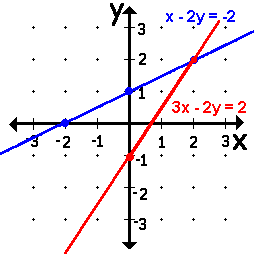 y
x - 2y = -2
3
2
3x - 2y = 2
1
-3 -2 -1 1 2 3
x
-1
-2
-3